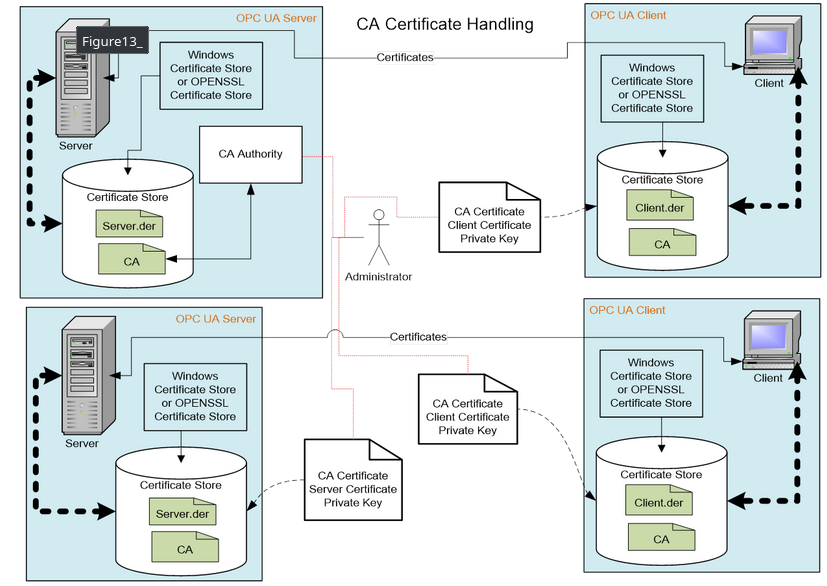 OPC UA Server
CA Certificate Handling
OPC UA Client
Figure13_
Windows
Certificate Store
or OPENSSL
Certificate Store
Certificates
Windows
Certificate Store
or OPENSSL
Certificate Store
Client
Server
CA Authority
Certificate Store
Server.der
CA
CA Certificate
Client Certificate
Private Key
Administrator
Certificate Store
Client.der
CA
OPC UA Server
OPC UA Client
Certificates
Windows
Certificate Store
or OPENSSL
Certificate Store
Windows
Certificate Store
or OPENSSL
Certificate Store
Client
Server
CA Certificate
Client Certificate
Private Key
Certificate Store
Server.der
CA
CA Certificate
Server Certificate
Private Key
Certificate Store
Client.der
CA